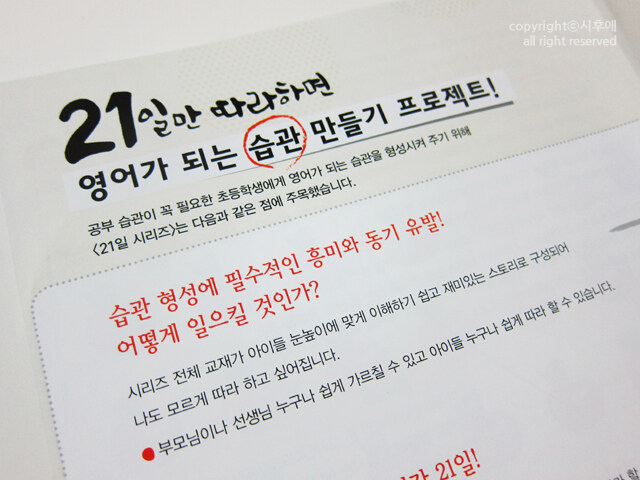 copyrightⓒ시후애
all right reserved
21일만 따라하면
영어가 되는 습관 만들기 프로젝트!
공부 습관이 꼭 필요한 초등학생에게 영어가 되는 습관을 형성시켜 주기 위해
<21일 시리즈>는 다음과 같은 점에 주목했습니다.
습관 형성에 필수적인 흥미와 동기 유발!
어떻게 일으킬 것인가?
시리즈 전체 교재가 아이들 눈높이에 맞게 이해하기 쉽고 재미있는 스토리로 구성되어
나도 모르게 따라 하고 싶어집니다.
● 부모님이나 선생님 누구나 쉽게 가르칠 수 있고 아이들 누구나 쉽게 따라 할 수 있습니다.
21일!